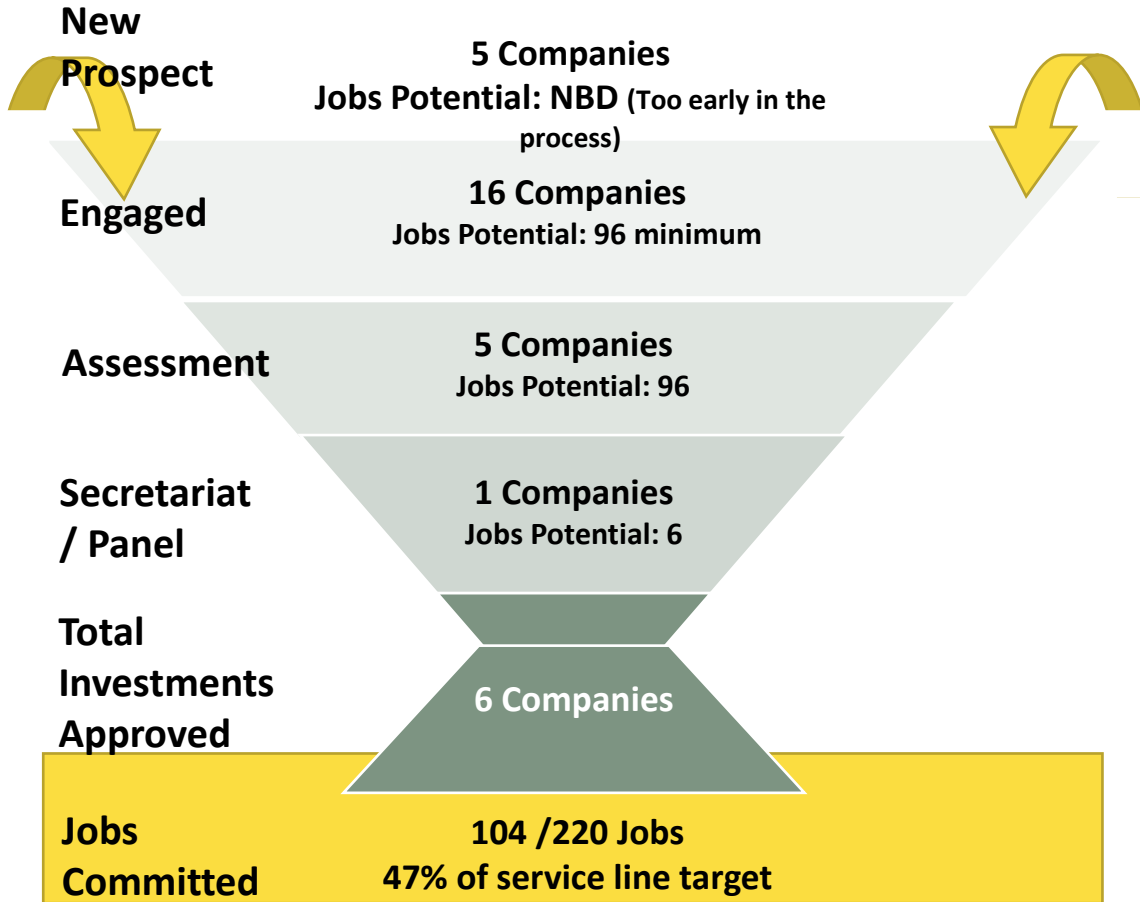 New
Prospect
5 Companies
Jobs Potential: NBD (Too early in the
process)
Engaged
16 Companies
Jobs Potential: 96 minimum
Assessment
5 Companies
Jobs Potential: 96
Secretariat
/ Panel
1 Companies
Jobs Potential: 6
Total
Investments
Approved
6 Companies
Jobs
Committed
104 /220 Jobs
47% of service line target